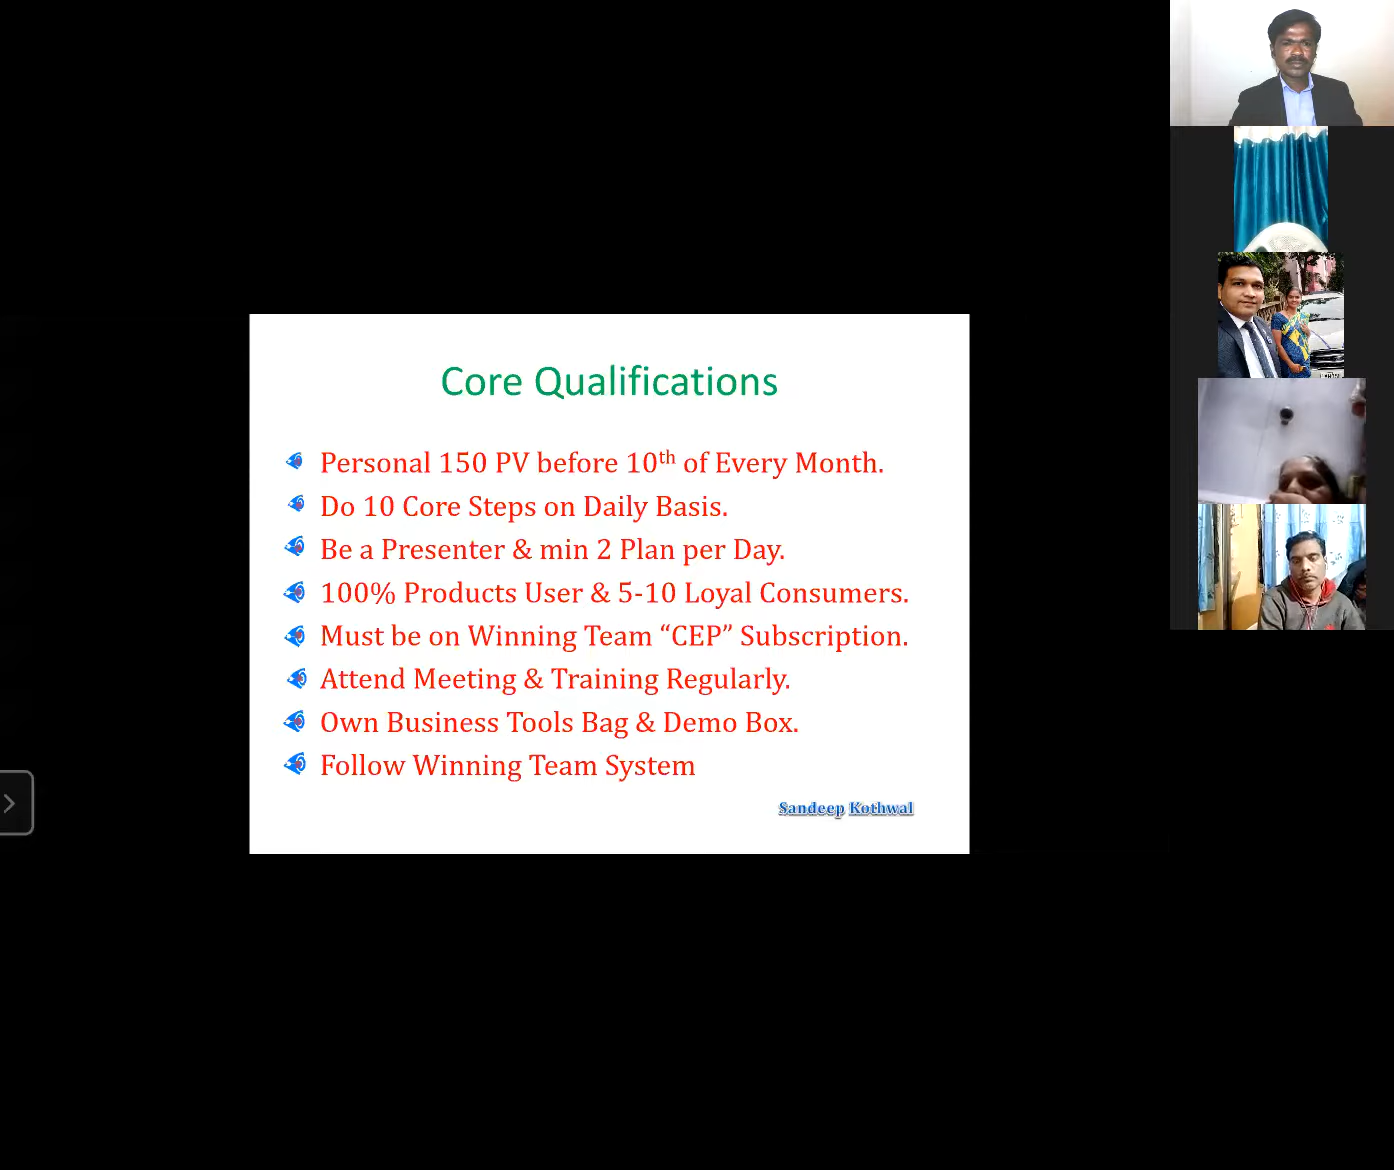 Core Qualifications
Personal 150 PV before 10th of Every Month.
Do 10 Core Steps on Daily Basis.
Be a Presenter & min 2 Plan per Day.
100% Products User & 5-10 Loyal Consumers.
Must be on Winning Team “CEP” Subscription.
Attend Meeting & Training Regularly.
Own Business Tools Bag & Demo Box.
Follow Winning Team System
Sandeep Kothwal